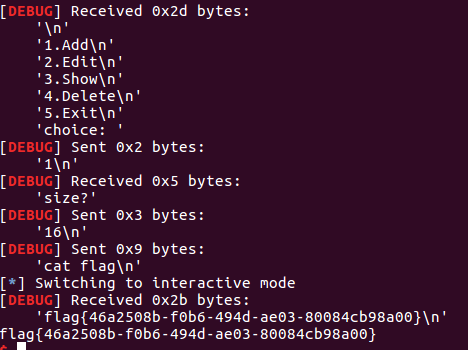 [DEBUG] Received 0x2d bytes:
'\n'
'1.Add\n'
'2.Edit\n'
'3.Show\n'
'4.Delete\n'
'5.Exit\n'
'choice: '
[DEBUG] Sent 0x2 bytes:
'1\n'
[DEBUG] Received 0x5 bytes:
'size?'
[DEBUG] Sent 0x3 bytes:
'16\n'
[DEBUG] Sent 0x9 bytes:
'cat flag\n'
[*] Switching to interactive mode
[DEBUG] Received 0x2b bytes:
'flag{46a2508b-f0b6-494d-ae03-80084cb98a00}\n'
flag{46a2508b-f0b6-494d-ae03-80084cb98a00}
$